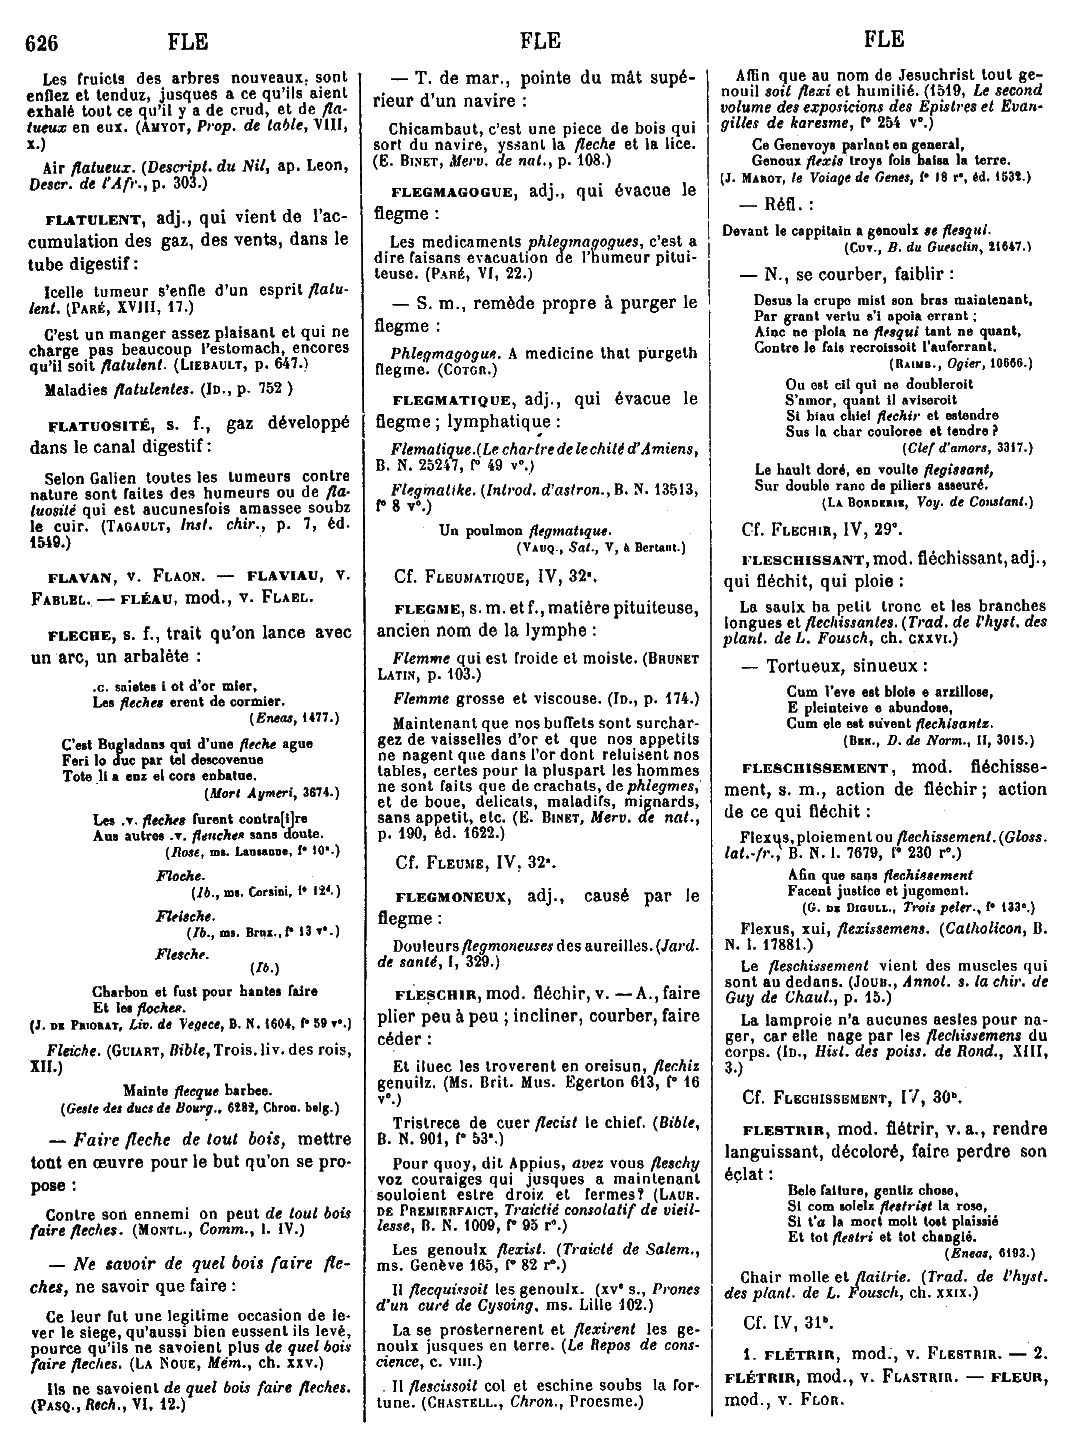 626 FLE FLE FLE
Les fruicts des arbres nouveaux, sont
enflez et tenduz, jusques a ce qu'ils aient
exhalé tout ce qu'il y a de crud, et de fla-
tueux en eux. (AMYOT, Prop. de table, VIII,
X.)
Air flatueux. (Descript. du Nil, ap. Leon,
Descr. de l'Afr., p. 303.)
FLATULENT, adj., qui vient de l'ac-
cumulation des gaz, des vents, dans le
tube digestif :
Icelle tumeur s'enfle d'un esprit flatu-
lent. (PARÉ, XVIII, 17.)
C'est un manger assez plaisant et qui ne
charge pas beaucoup l'estomach, encores
qu'il soit flatulent. (LIEBAULT, p. 647.)
Maladies flatulentes. (ID., p. 752 )
FLATUOSITÉ, s. f., gaz développé
dans le canal digestif :
Selon Galien toutes les tumeurs contre
nature sont faites des humeurs ou de fla-
tuosité qui est aucunesfois amassee soubz
le cuir. (TAGAULT, Inst. chir., p. 7, éd.
1549.)
FLAVAN, v. FLAON. — FLAVIAU, v.
FABLEL. — FLÉAU, mod., v. FLAEL.
FLECHE, s. f., trait qu'on lance avec
un arc, un arbalète :
.c. saietes i ot d'or mier,
Les fleches erent de cormier.
(Eneas, 4477.)
C'est Bugladans qui d'une fleche ague
Feri lo duc par tel descovenue
Tote li a enz el cors enbatue.
(Mort Aymeri, 3674.)
Les .v. fleches furent contra[i]re
Aus autres .v. flenches sans doute.
(Rose, ms. Lausanne, f° 10ª.)
Floche.
(Ib., ms. Corsini, f° 12ᵈ.)
Fleische.
(Ib., ms. Brux., f° 13 v°.)
Flesche.
(Ib.)
Charbon et fust pour hantes faire
Et les floches.
(J. DE PRIORAT, Liv. de Vegece, B. N. 1604, f° 59 v°.)
Fleiche. (GUIART, Bible, Trois. liv. des rois,
XII.)
Mainte flecque barbee.
(Geste des ducs de Bourg., 6282, Chron. belg.)
— Faire fleche de tout bois, mettre
tout en œuvre pour le but qu'on se pro-
pose :
Contre son ennemi on peut de tout bois
faire fleches. (MONTL., Comm., l. IV.)
— Ne savoir de quel bois faire fle-
ches, ne savoir que faire :
Ce leur fut une legitime occasion de le-
ver le siege, qu'aussi bien eussent ils levé,
pource qu'ils ne savoient plus de quel bois
faire fleches. (LA NOUE, Mém., ch. XXV.)
Ils ne savoient de quel bois faire fleches.
(PASQ., Rech., VI, 12.)
— T. de mar., pointe du mât supé-
rieur d'un navire :
Chicambaut, c'est une piece de bois qui
sort du navire, yssant la fleche et la lice.
(E. BINET, Merv. de nat., p. 108.)
FLEGMAGOGUE, adj., qui évacue le
flegme :
Les medicaments phlegmagogues, c'est a
dire faisans evacuation de l'humeur pitui-
teuse. (PARÉ, VI, 22.)
— S. m., remède propre à purger le
flegme :
Phlegmagogue. A medicine that purgeth
flegme. (COTGR.)
FLEGMATIQUE, adj., qui évacue le
flegme ; lymphatique :
Flematique. (Le chartre de le chité d'Amiens,
B. N. 25247, f° 49 v°.)
Flegmatike. (Introd. d'astron., B. N. 13513,
f° 8 v°.)
Un poulmon flegmatique.
(VAUQ., Sat., V, à Bertaut.)
Cf. FLEUMATIQUE, IV, 32ª.
FLEGME, s. m. et f., matière pituiteuse,
ancien nom de la lymphe :
Flemme qui est froide et moiste. (BRUNET
LATIN, p. 103.)
Flemme grosse et viscouse. (ID., p. 174.)
Maintenant que nos buffets sont surchar-
gez de vaisselles d'or et que nos appetits
ne nagent que dans l'or dont reluisent nos
tables, certes pour la pluspart les hommes
ne sont faits que de crachats, de phlegmes,
et de boue, delicats, maladifs, mignards,
sans appetit, etc. (E. BINET, Merv. de nat.,
p. 190, éd. 1622.)
Cf. FLEUME, IV, 32ª.
FLEGMONEUX, adj., causé par le
flegme :
Douleurs flegmoneuses des aureilles. (Jard.
de santé, I, 329.)
FLESCHIR, mod. fléchir, v. — A., faire
plier peu à peu ; incliner, courber, faire
céder :
Et iluec les troverent en oreisun, flechiz
genuilz. (Ms. Brit. Mus. Egerton 613, f° 16
v°.)
Tristrece de cuer flecist le chief. (Bible,
B. N. 901, f° 53ª.)
Pour quoy, dit Appius, avez vous fleschy
voz couraiges qui jusques a maintenant
souloient estre droiz et fermes? (LAUR.
DE PREMIERFAICT, Traictié consolatif de vieil-
lesse, B. N. 1009, f° 95 r°.)
Les genoulx flexist. (Traicté de Salem.,
ms. Genève 165, f° 82 r°.)
Il flecquissoit les genoulx. (XVᵉ s., Prones
d'un curé de Cysoing, ms. Lille 102.)
La se prosternerent et flexirent les ge-
noulx jusques en terre. (Le Repos de cons-
cience, c. VIII.)
Il flescissoit col et eschine soubs la for-
tune. (CHASTELL., Chron., Proesme.)
Affin que au nom de Jesuchrist tout ge-
nouil soit flexi et humilié. (1519, Le second
volume des exposicions des Epistres et Evan-
gilles de karesme, f° 254 v°.)
Ce Genevoys parlant en general,
Genoux flexis troys fois baisa la terre.
(J. MAROT, le Voiage de Genes, f° 18 r°, éd. 1532.)
— Réfl. :
Devant le cappitain a genoulx se flesqui.
(CUV., B. du Guesclin, 21647.)
— N., se courber, faiblir :
Desus la crupe mist son bras maintenant,
Par grant vertu s'i apoia errant ;
Ainc ne ploia ne flesqui tant ne quant,
Contre le fais recroissoit l'auferrant.
(RAIMB., Ogier, 10666.)
Ou est cil qui ne doubleroit
S'amor, quant il aviseroit
Si biau chief flechir et estendre
Sus la char couloree et tendre ?
(Clef d'amors, 3317.)
Le hault doré, en voulte flegissant,
Sur double ranc de piliers asseuré.
(LA BORDERIE, Voy. de Constant.)
Cf. FLECHIR, IV, 29ᶜ.
FLESCHISSANT, mod. fléchissant, adj.,
qui fléchit, qui ploie :
La saulx ha petit tronc et les branches
longues et flechissantes. (Trad. de l'hyst. des
plant. de L. Fousch, ch. CXXVI.)
— Tortueux, sinueux :
Cum l'eve est bloie e arzillose,
E pleinteive e abundose,
Cum ele est suvent flechisantz.
(BEN., D. de Norm., II, 3015.)
FLESCHISSEMENT, mod. fléchisse-
ment, s. m., action de fléchir ; action
de ce qui fléchit :
Flexus, ploiement ou flechissement. (Gloss.
lat.-fr., B. N. l. 7679, f° 230 r°.)
Afin que sans flechissement
Facent justice et jugement.
(G. DE DIGULL., Trois peler., f° 133ª.)
Flexus, xui, flexissemens. (Catholicon, B.
N. l. 17881.)
Le fleschissement vient des muscles qui
sont au dedans. (JOUB., Annot. s. la chir. de
Guy de Chaul., p. 15.)
La lamproie n'a aucunes aesles pour na-
ger, car elle nage par les flechissemens du
corps. (ID., Hist. des poiss. de Rond., XIII,
3.)
Cf. FLECHISSEMENT, IV, 30ᵇ.
FLESTRIR, mod. flétrir, v. a., rendre
languissant, décoloré, faire perdre son
éclat :
Bele faiture, gentiz chose,
Si com soleiz flestrist la rose,
Si t'a la mort molt tost plaissié
Et tot flestri et tot changié.
(Eneas, 6193.)
Chair molle et flaitrie. (Trad. de l'hyst.
des plant. de L. Fousch, ch. XXIX.)
Cf. IV, 31ᵇ.
1. FLÉTRIR, mod., v. FLESTRIR. — 2.
FLÉTRIR, mod., v. FLASTRIR. — FLEUR,
mod., v. FLOR.